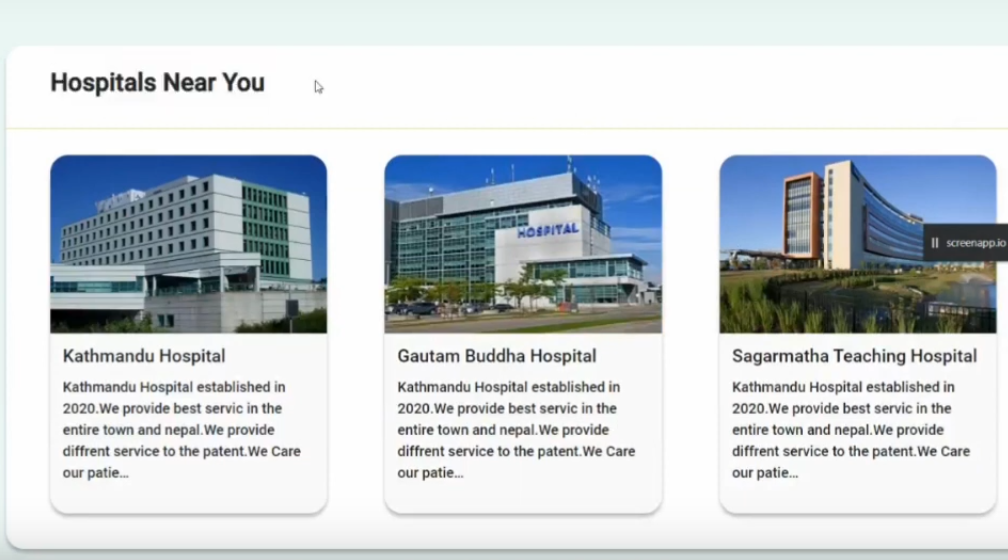 Hospitals Near You
HOSPITAL
screenapp.io
Kathmandu Hospital
Kathmandu Hospital established in
2020.We provide best servic in the
entire town and nepal.We provide
diffrent service to the patent.We Care
our patie...
Gautam Buddha Hospital
Kathmandu Hospital established in
2020.We provide best servic in the
entire town and nepal.We provide
diffrent service to the patent.We Care
our patie...
Sagarmatha Teaching Hospital
Kathmandu Hospital established in
2020.We provide best servic in the
entire town and nepal.We provide
diffrent service to the patent.We Care
our patie...